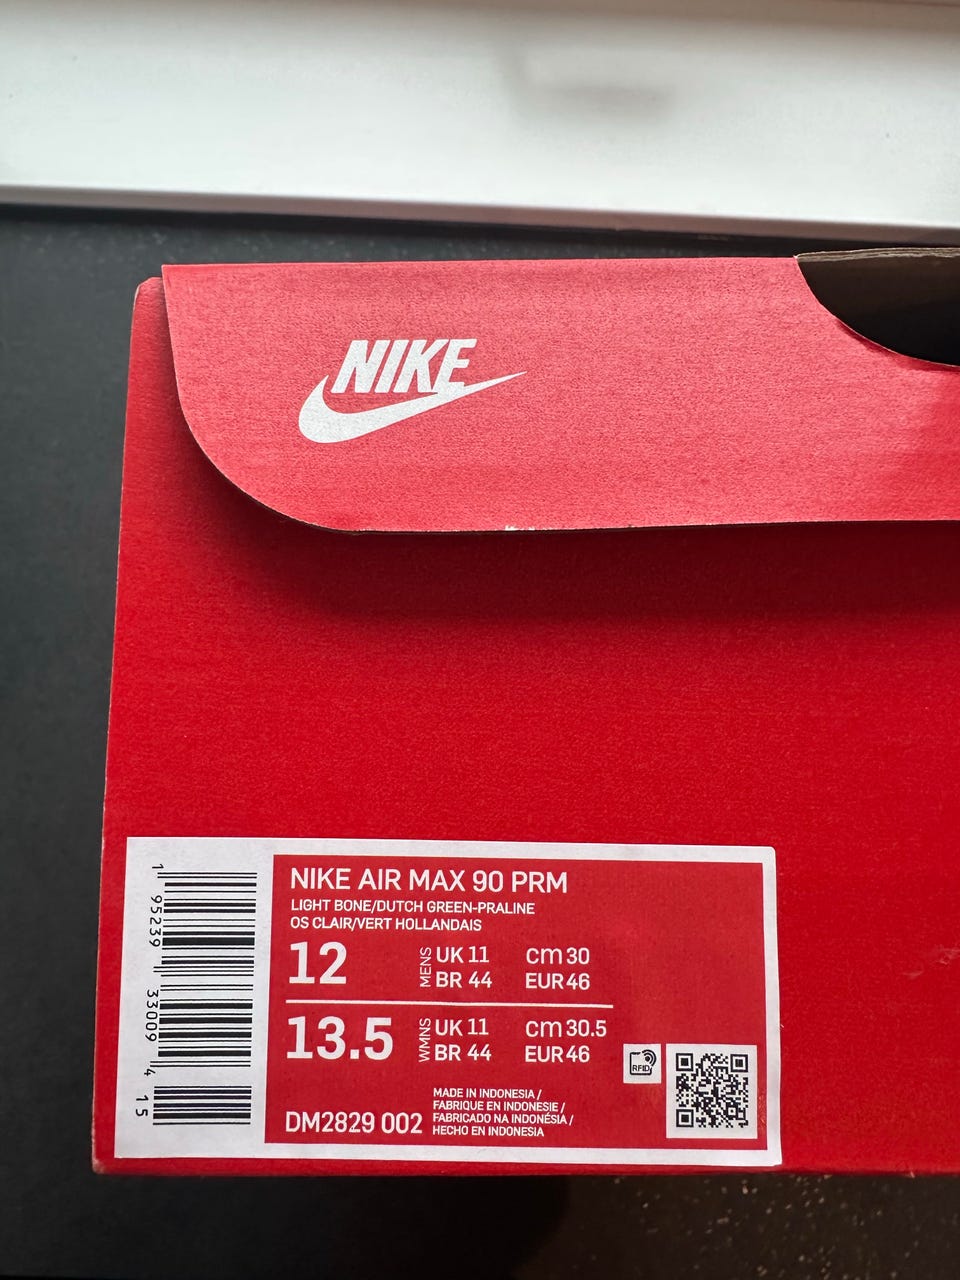 NIKE
NIKE AIR MAX 90 PRM
LIGHT BONE/DUTCH GREEN-PRALINE
OS CLAIR/VERT HOLLANDAIS
12 MENS UK 11 cm 30
BR 44 EUR 46
13.5 WMNS UK 11 cm 30.5
BR 44 EUR 46
RFID
MADE IN INDONESIA /
FABRIQUE EN INDONESIE /
FABRICADO NA INDONÉSIA /
HECHO EN INDONESIA
DM2829 002
1 95239 33009 4 15